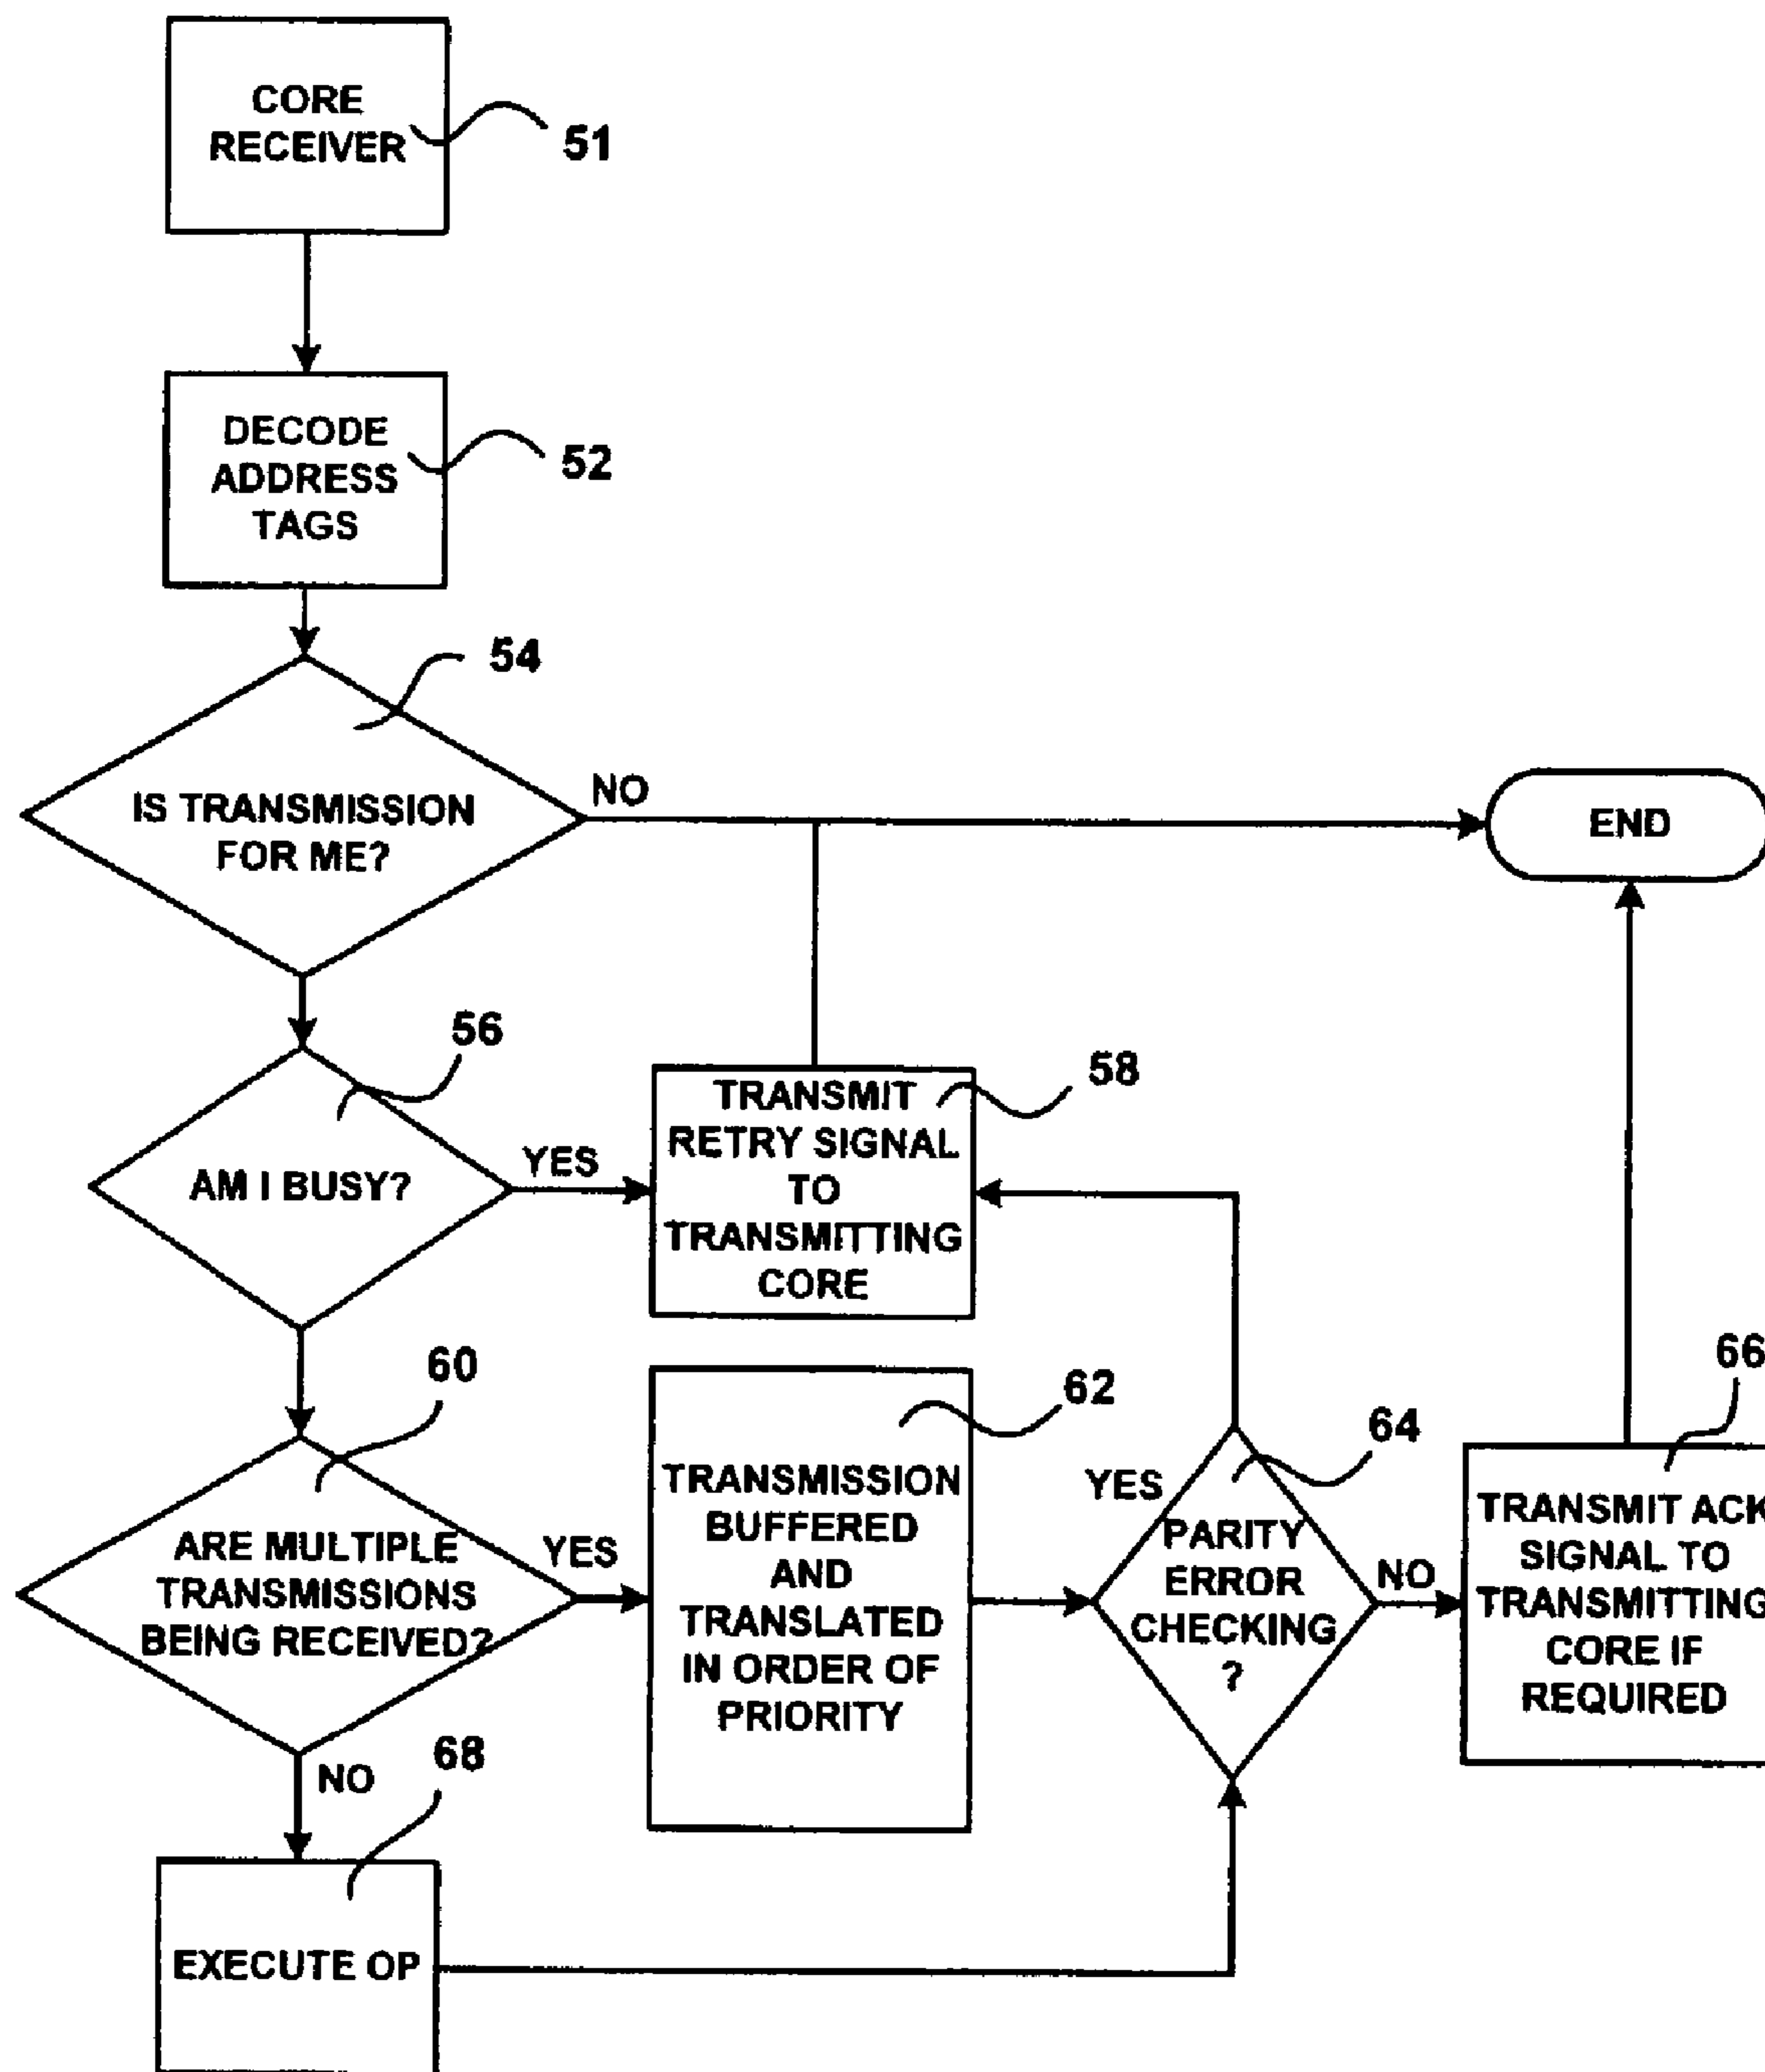 CORE
RECEIVER
51
DECODE
ADDRESS
TAGS
52
54
IS TRANSMISSION
FOR ME?
NO
END
56
AM I BUSY?
YES
58
TRANSMIT
RETRY SIGNAL
TO
TRANSMITTING
CORE
60
ARE MULTIPLE
TRANSMISSIONS
BEING RECEIVED?
YES
NO
62
TRANSMISSION
BUFFERED
AND
TRANSLATED
IN ORDER OF
PRIORITY
64
YES
PARITY
ERROR
CHECKING
?
NO
66
TRANSMIT ACK
SIGNAL TO
TRANSMITTING
CORE IF
REQUIRED
68
EXECUTE OP